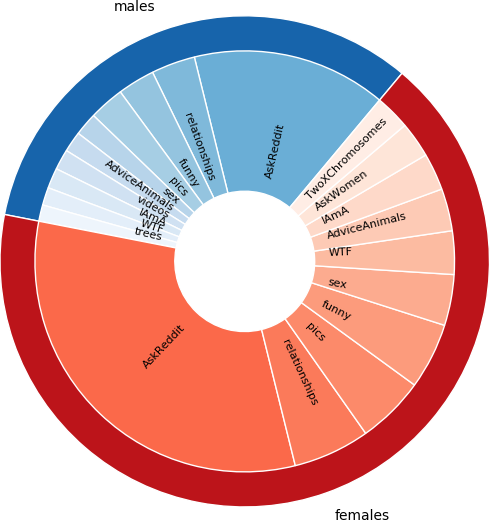 males
AskReddit
relationships
funny
pics
sex
AdviceAnimals
videos
IAmA
WTF
trees
TwoXChromosomes
AskWomen
IAmA
AdviceAnimals
WTF
sex
funny
pics
relationships
AskReddit
females